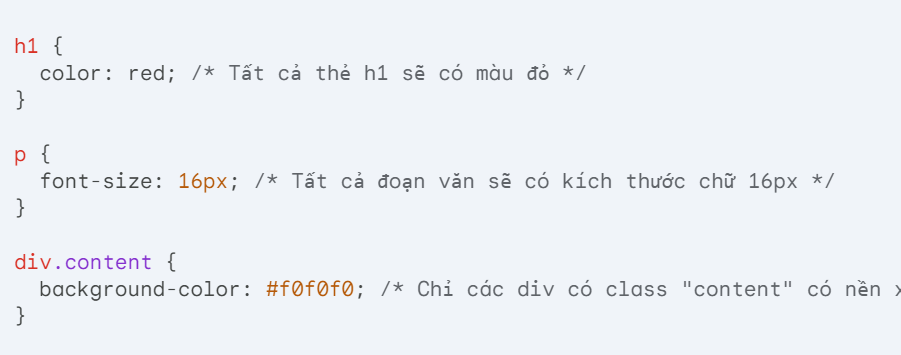 h1 {
  color: red; /* Tất cả thẻ h1 sẽ có màu đỏ */
}
p {
  font-size: 16px; /* Tất cả đoạn văn sẽ có kích thước chữ 16px */
}
div.content {
  background-color: #f0f0f0; /* Chỉ các div có class "content" có nền
}